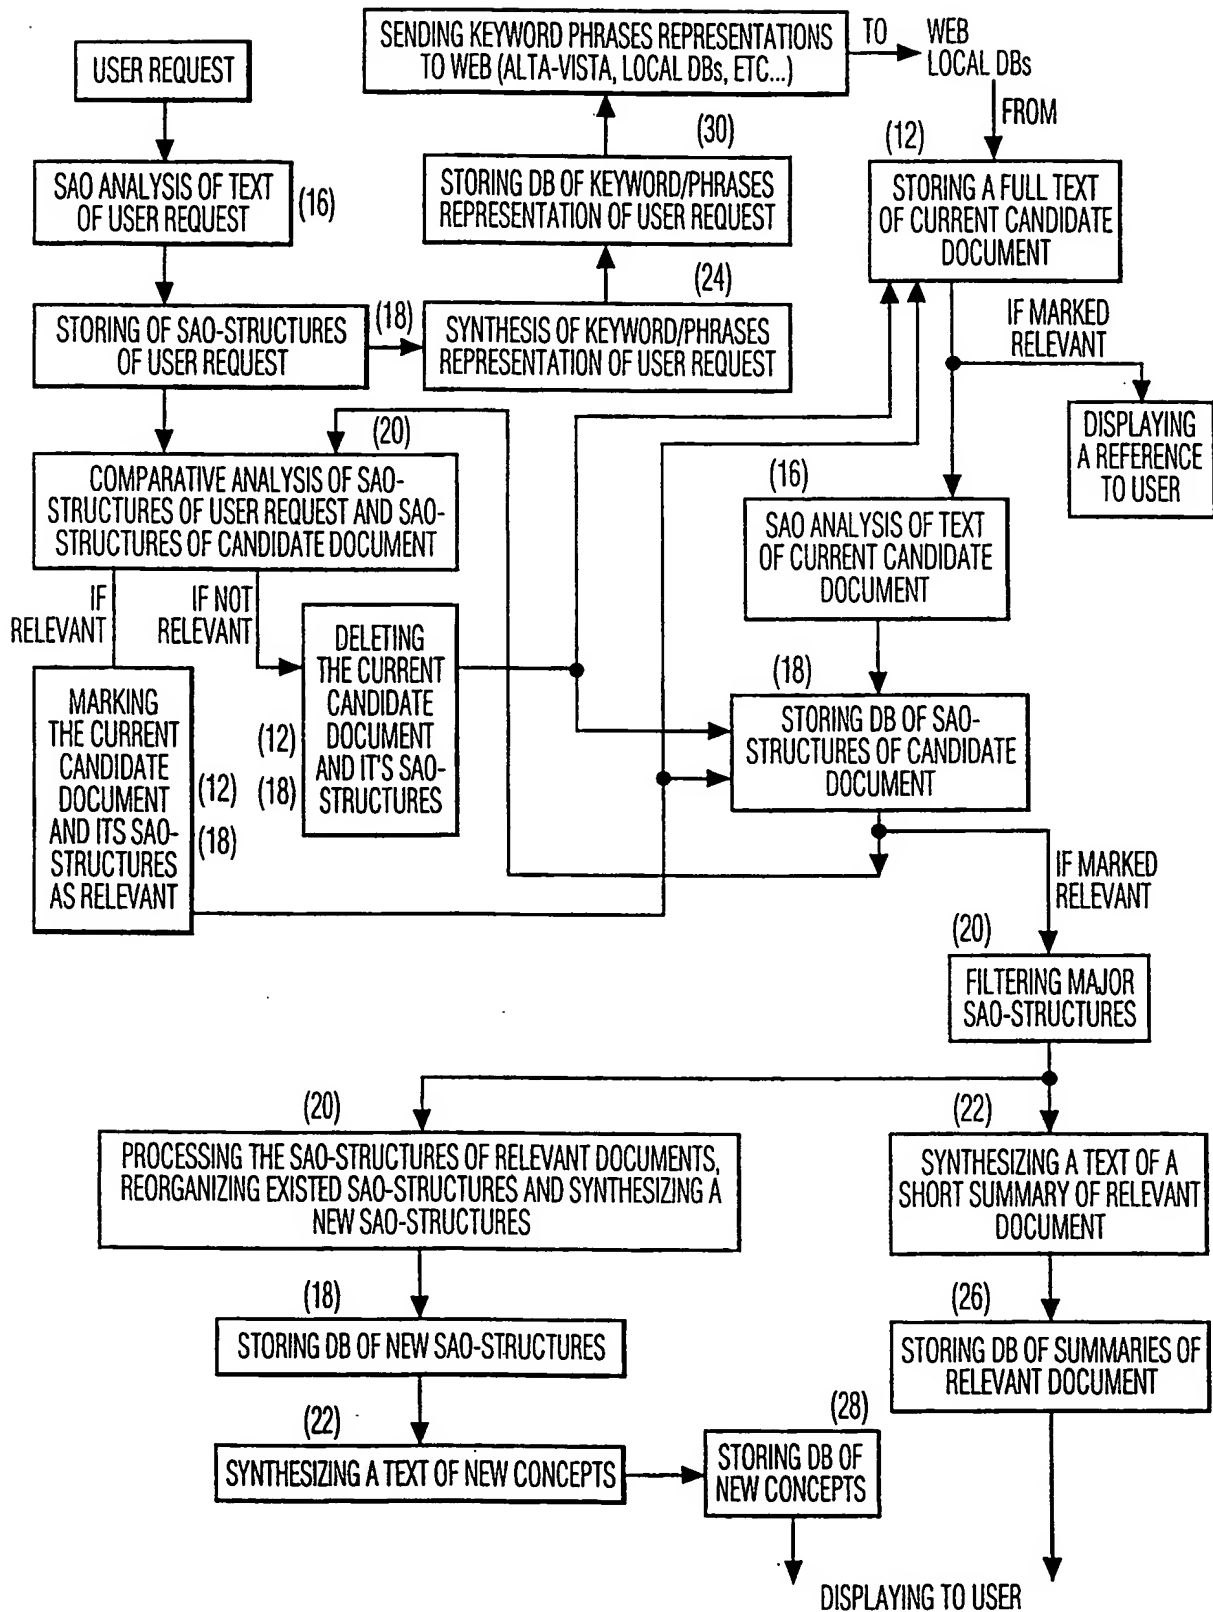 USER REQUEST
SENDING KEYWORD PHRASES REPRESENTATIONS
TO WEB (ALTA-VISTA, LOCAL DBs, ETC...)
TO
WEB
LOCAL DBs
FROM
SAO ANALYSIS OF TEXT
OF USER REQUEST
(16)
(30)
STORING DB OF KEYWORD/PHRASES
REPRESENTATION OF USER REQUEST
(12)
STORING A FULL TEXT
OF CURRENT CANDIDATE
DOCUMENT
STORING OF SAO-STRUCTURES
OF USER REQUEST
(18)
(24)
SYNTHESIS OF KEYWORD/PHRASES
REPRESENTATION OF USER REQUEST
IF MARKED
RELEVANT
DISPLAYING
A REFERENCE
TO USER
(20)
COMPARATIVE ANALYSIS OF SAO-
STRUCTURES OF USER REQUEST AND SAO-
STRUCTURES OF CANDIDATE DOCUMENT
(16)
SAO ANALYSIS OF TEXT
OF CURRENT CANDIDATE
DOCUMENT
IF
RELEVANT
IF NOT
RELEVANT
MARKING
THE CURRENT
CANDIDATE
DOCUMENT
AND ITS SAO-
STRUCTURES
AS RELEVANT
(12)
(18)
DELETING
THE CURRENT
CANDIDATE
DOCUMENT
AND IT'S SAO-
STRUCTURES
(12)
(18)
(18)
STORING DB OF SAO-
STRUCTURES OF CANDIDATE
DOCUMENT
IF MARKED
RELEVANT
(20)
FILTERING MAJOR
SAO-STRUCTURES
(20)
PROCESSING THE SAO-STRUCTURES OF RELEVANT DOCUMENTS,
REORGANIZING EXISTED SAO-STRUCTURES AND SYNTHESIZING A
NEW SAO-STRUCTURES
(22)
SYNTHESIZING A TEXT OF A
SHORT SUMMARY OF RELEVANT
DOCUMENT
(18)
STORING DB OF NEW SAO-STRUCTURES
(26)
STORING DB OF SUMMARIES OF
RELEVANT DOCUMENT
(22)
SYNTHESIZING A TEXT OF NEW CONCEPTS
(28)
STORING DB OF
NEW CONCEPTS
DISPLAYING TO USER